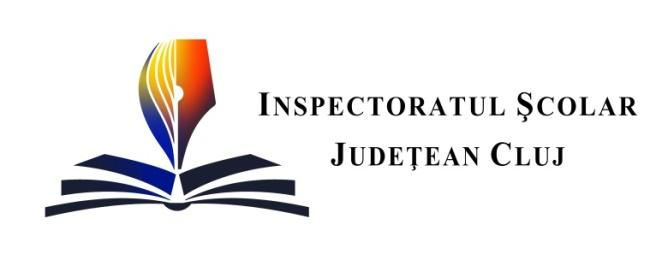 INSPECTORATUL ŞCOLAR
JUDEŢEAN CLUJ